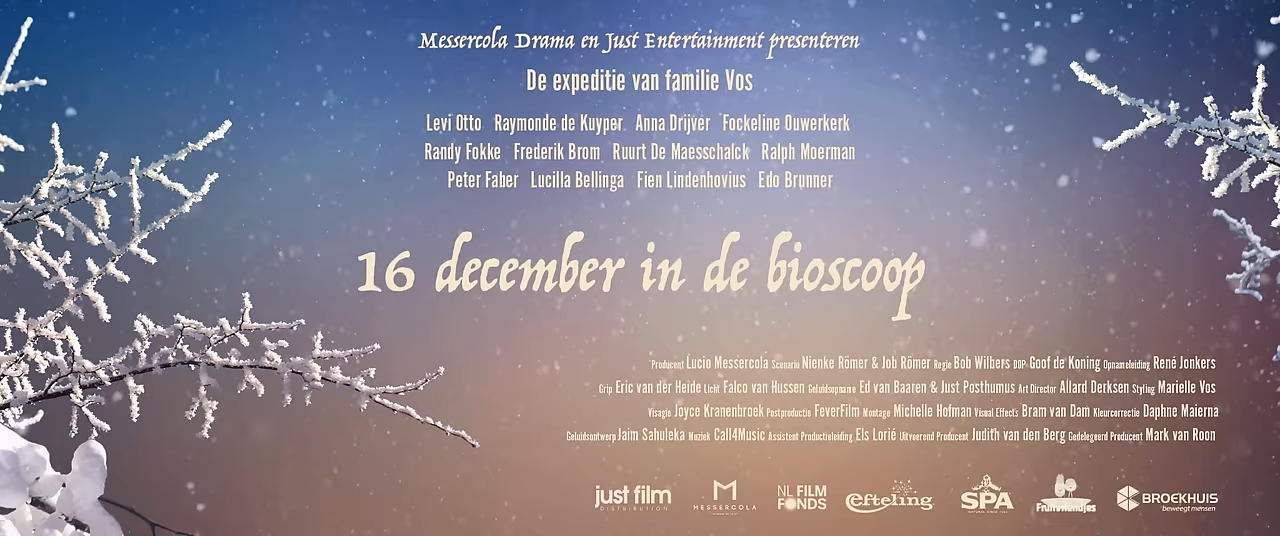 Messercola Drama en Just Entertainment presenteren
De expeditie van familie Vos
Levi Otto Raymonde de Kuyper Anna Drijver Fockeline Ouwerkerk
Randy Fokke Frederik Brom Ruurt De Maesschalck Ralph Moerman
Peter Faber Lucilla Bellinga Fien Lindenhovius Edo Brunner
16 december in de bioscoop
Producent Lucio Messercola Scenario Nienke Römer & Job Römer Regie Bob Wilbers DOP Goof de Koning Opnameleiding René Jonkers
Grip Eric van der Heide Licht Falco van Hussen Geluidsopname Ed van Baaren & Just Posthumus Art Director Allard Derksen Styling Marielle Vos
Visagie Joyce Kranenbroek Postproductie FeverFilm Montage Michelle Hofman Visual Effects Bram van Dam Kleurcorrectie Daphne Maierna
Geluidsontwerp Jaim Sahuleka Muziek Call4Music Assistent Productieleiding Els Lorié Uitvoerend Producent Judith van den Berg Gedelegeerd Producent Mark van Roon
just film
DISTRIBUTION
M
MESSERCOLA
NL FILM
FONDS
efteling
SPA
Fruitvriendjes
BROEKHUIS
beweegt mensen